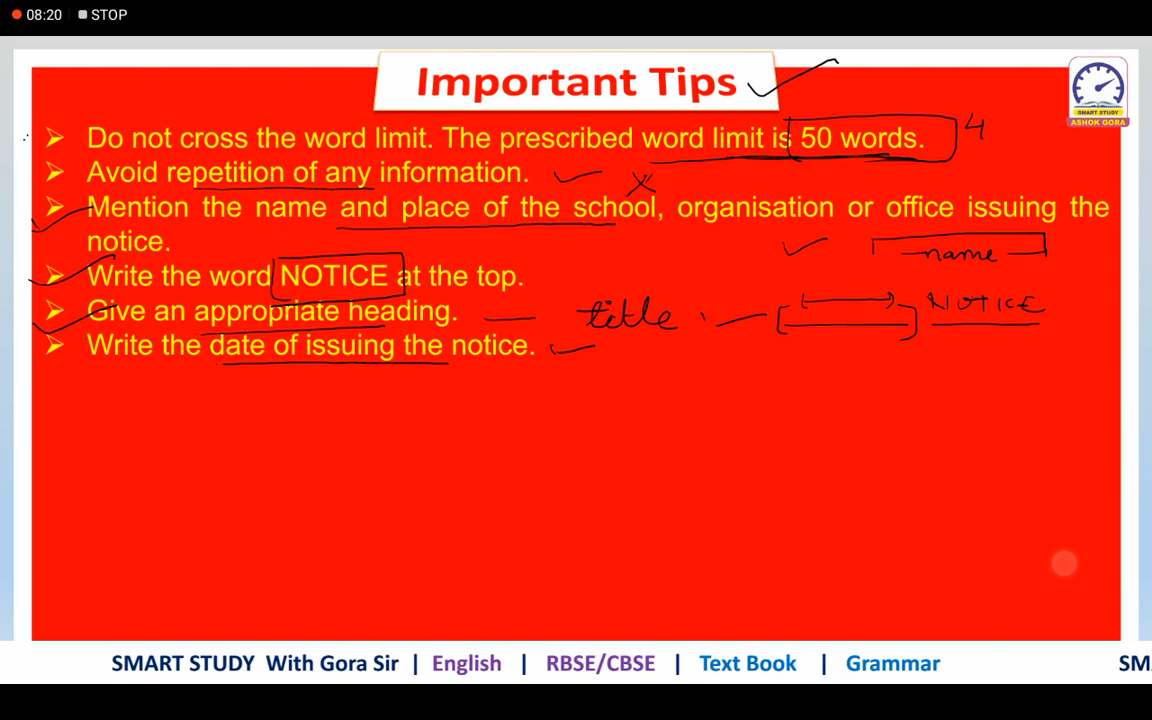 08:20 STOP
Important Tips
SMART STUDY
ASHOK GORA
➢ Do not cross the word limit. The prescribed word limit is 50 words. 4
➢ Avoid repetition of any information.
➢ Mention the name and place of the school, organisation or office issuing the
notice.
name
➢ Write the word NOTICE at the top.
➢ Give an appropriate heading. — title — NOTICE
➢ Write the date of issuing the notice.
SMART STUDY With Gora Sir | English | RBSE/CBSE | Text Book | Grammar SM